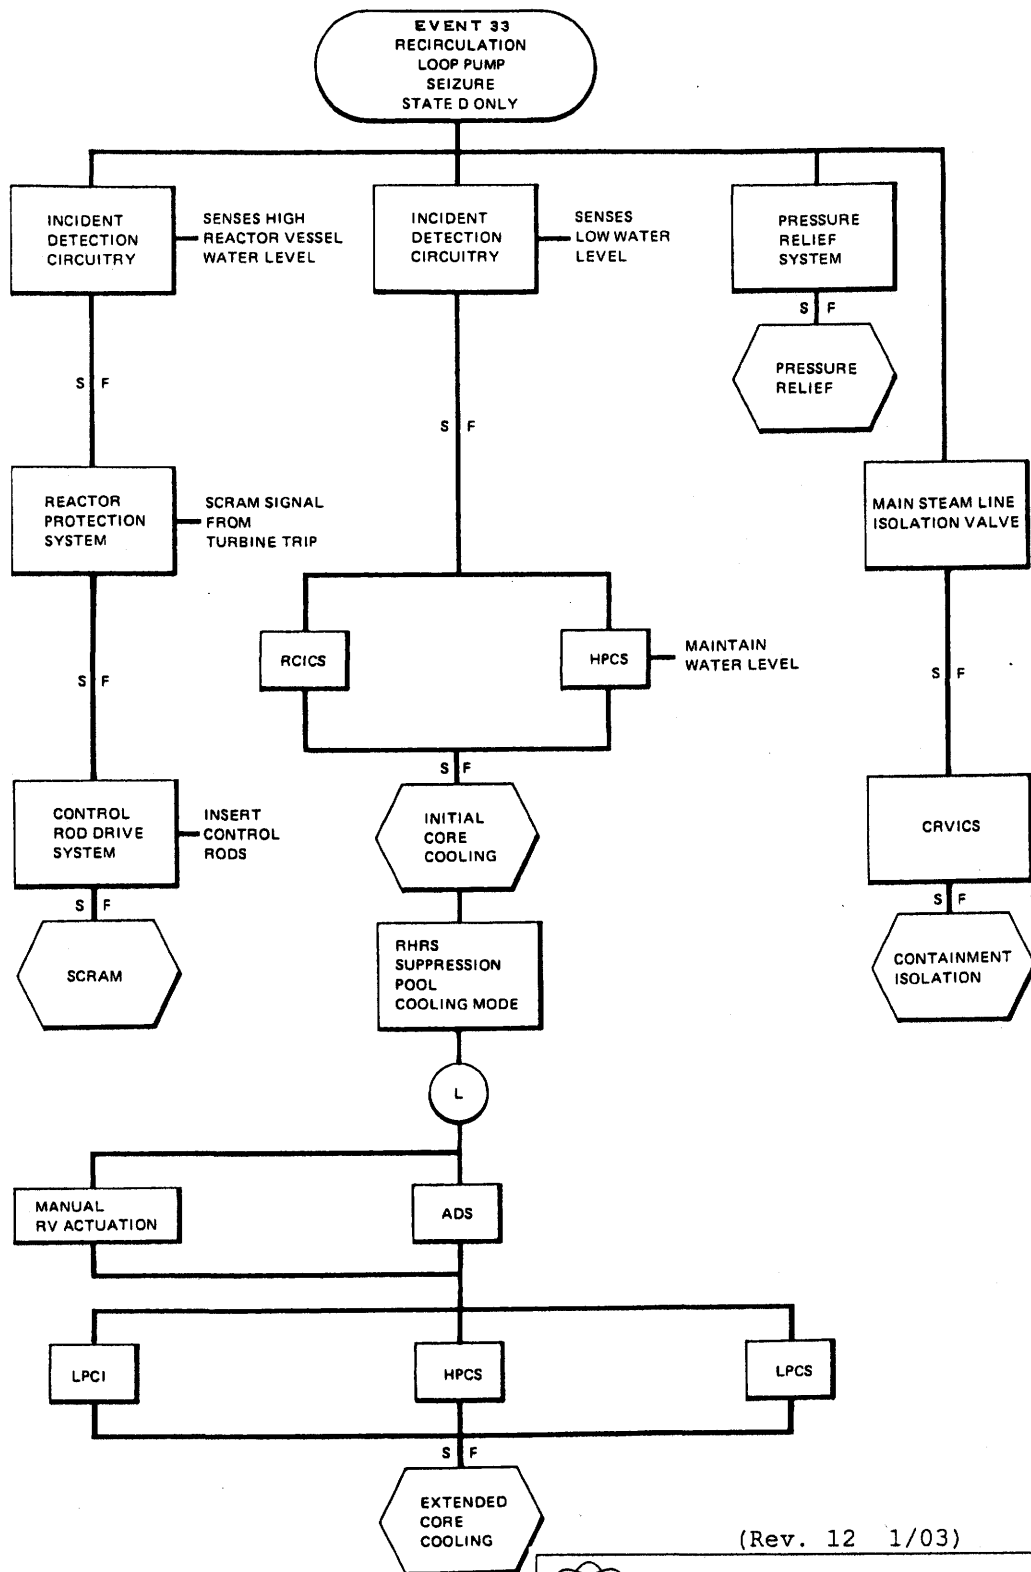 EVENT 33
RECIRCULATION
LOOP PUMP
SEIZURE
STATE D ONLY
INCIDENT
DETECTION
CIRCUITRY
SENSES HIGH
REACTOR VESSEL
WATER LEVEL
INCIDENT
DETECTION
CIRCUITRY
SENSES
LOW WATER
LEVEL
PRESSURE
RELIEF
SYSTEM
S F
PRESSURE
RELIEF
S F
S F
REACTOR
PROTECTION
SYSTEM
SCRAM SIGNAL
FROM
TURBINE TRIP
MAIN STEAM LINE
ISOLATION VALVE
RCICS
HPCS
MAINTAIN
WATER LEVEL
S F
S F
S F
CONTROL
ROD DRIVE
SYSTEM
INSERT
CONTROL
RODS
INITIAL
CORE
COOLING
CRVICS
S F
S F
SCRAM
RHRS
SUPPRESSION
POOL
COOLING MODE
CONTAINMENT
ISOLATION
L
MANUAL
RV ACTUATION
ADS
LPCI
HPCS
LPCS
S F
EXTENDED
CORE
COOLING
(Rev. 12 1/03)